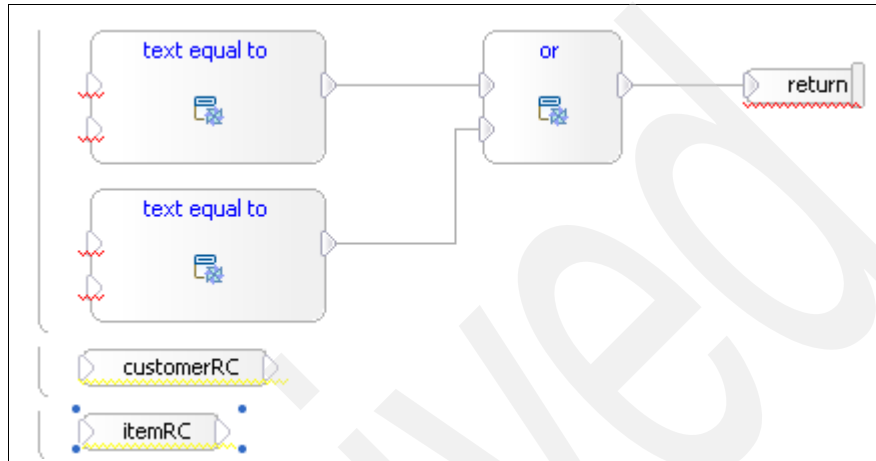 text equal to
or
return
text equal to
customerRC
itemRC